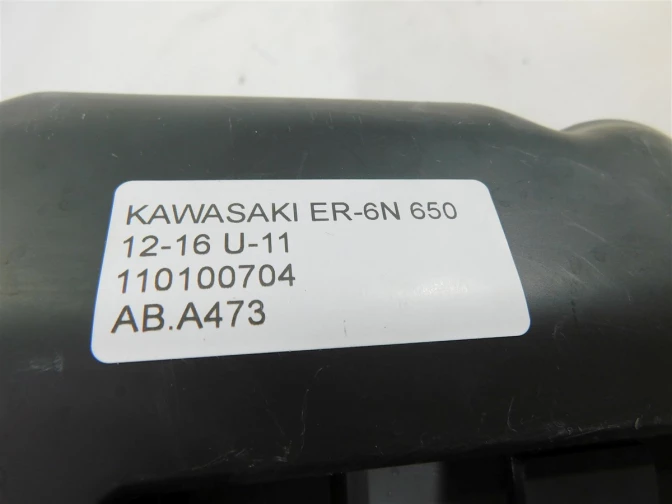 KAWASAKI ER-6N 650
12-16 U-11
110100704
AB.A473